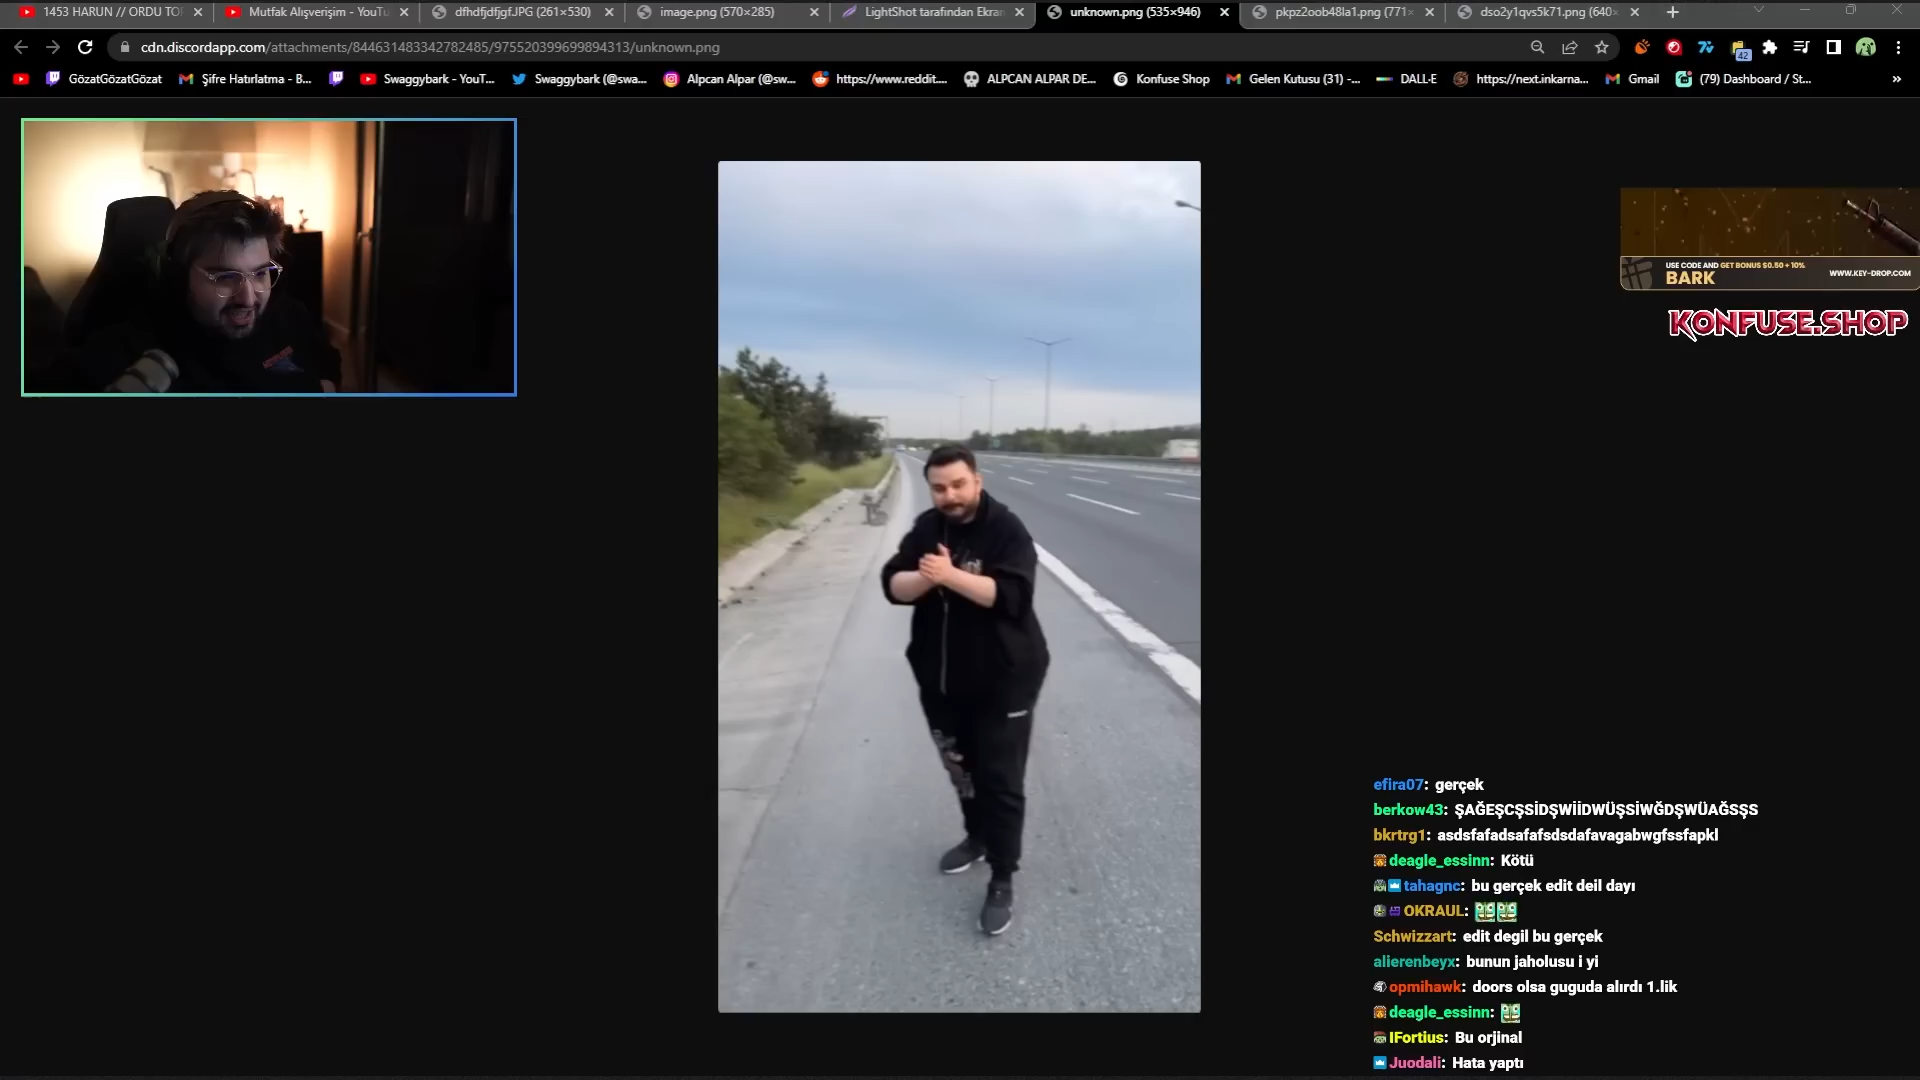 1453 HARUN // ORDU TO
Mutfak Alışverişim - YouTu
dfhdfjdfjgf.JPG (261×530)
image.png (570×285)
LightShot tarafından Ekran
unknown.png (535×946)
pkpz2oob48la1.png (771×
dso2y1qvs5k71.png (640×
cdn.discordapp.com/attachments/844631483342782485/975520399699894313/unknown.png
42
GözatGözatGözat
Şifre Hatırlatma - B...
Swaggybark - YouT...
Swaggybark (@swa...
Alpcan Alpar (@sw...
https://www.reddit....
ALPCAN ALPAR DE...
Konfuse Shop
Gelen Kutusu (31) -...
DALL-E
https://next.inkarna...
Gmail
(79) Dashboard / St...
USE CODE AND GET BONUS $0.50 + 10%
BARK
WWW.KEY-DROP.COM
KONFUSE.SHOP
efira07: gerçek
berkow43: ŞAĞEŞCŞSİDŞWİİDWÜŞSİWĞDŞWÜAĞSŞS
bkrtrg1: asdsfafadsafafsdsdafavagabwgfssfapkl
deagle_essinn: Kötü
tahagnc: bu gerçek edit deil dayı
OKRAUL:
Schwizzart: edit degil bu gerçek
alierenbeyx: bunun jaholusu i yi
opmihawk: doors olsa guguda alırdı 1.lik
deagle_essinn:
IFortius: Bu orjinal
Juodali: Hata yaptı